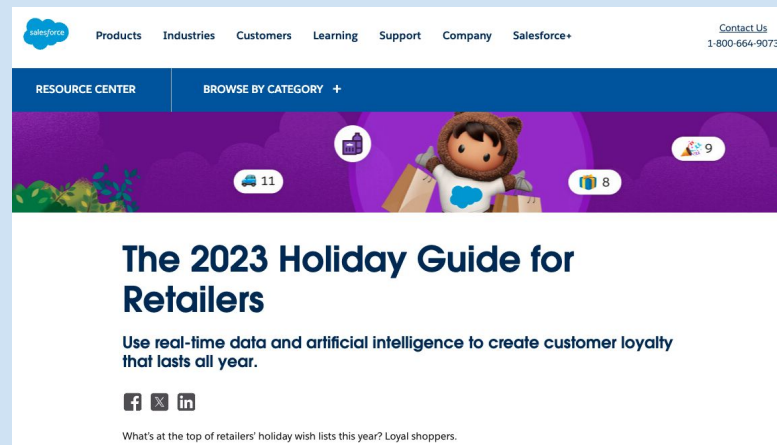 salesforce
Products Industries Customers Learning Support Company Salesforce+
Contact Us
1-800-664-9073
RESOURCE CENTER BROWSE BY CATEGORY +
9
11
8
The 2023 Holiday Guide for
Retailers
Use real-time data and artificial intelligence to create customer loyalty
that lasts all year.
What's at the top of retailers' holiday wish lists this year? Loyal shoppers.